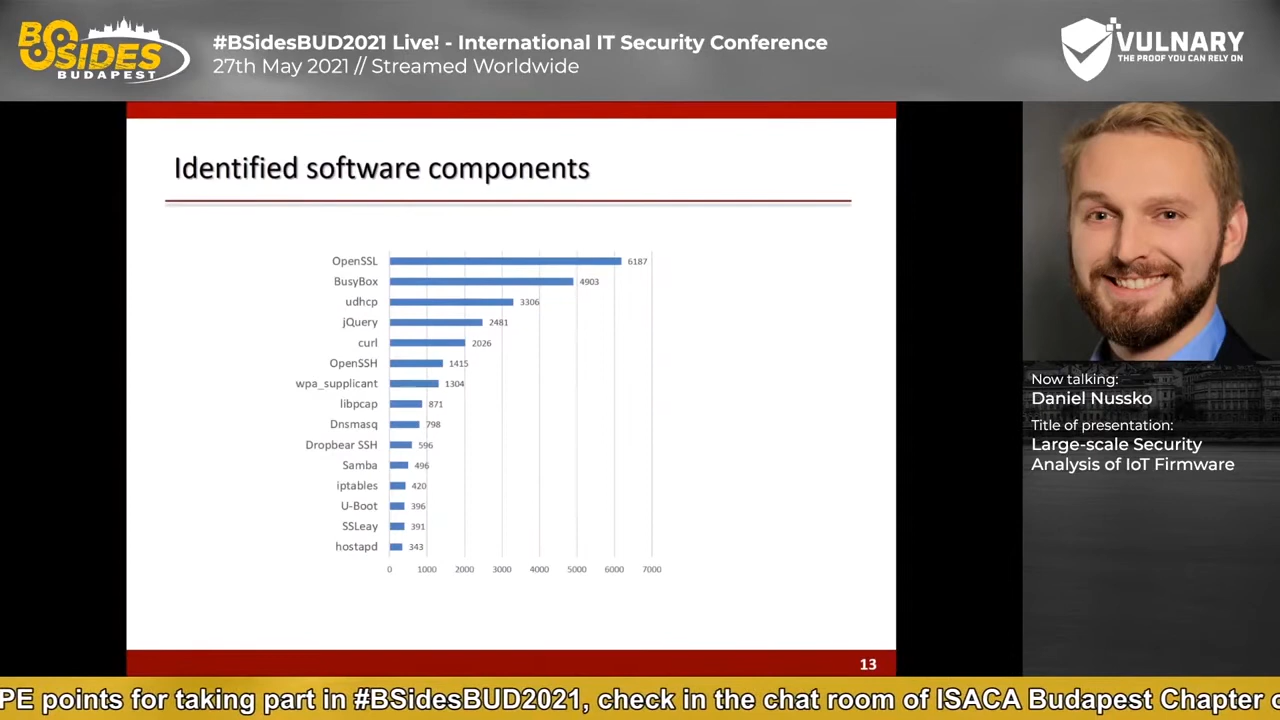 BSIDES
BUDAPEST
#BSidesBUD2021 Live! - International IT Security Conference
27th May 2021 // Streamed Worldwide
VULNARY
THE PROOF YOU CAN RELY ON
Identified software components
OpenSSL 6187
BusyBox 4903
udhcp 3306
jQuery 2481
curl 2026
OpenSSH 1415
wpa_supplicant 1304
libpcap 871
Dnsmasq 798
Dropbear SSH 596
Samba 496
iptables 420
U-Boot 396
SSLeay 391
hostapd 343
0 1000 2000 3000 4000 5000 6000 7000
13
Now talking:
Daniel Nussko
Title of presentation:
Large-scale Security
Analysis of IoT Firmware
PE points for taking part in #BSidesBUD2021, check in the chat room of ISACA Budapest Chapter